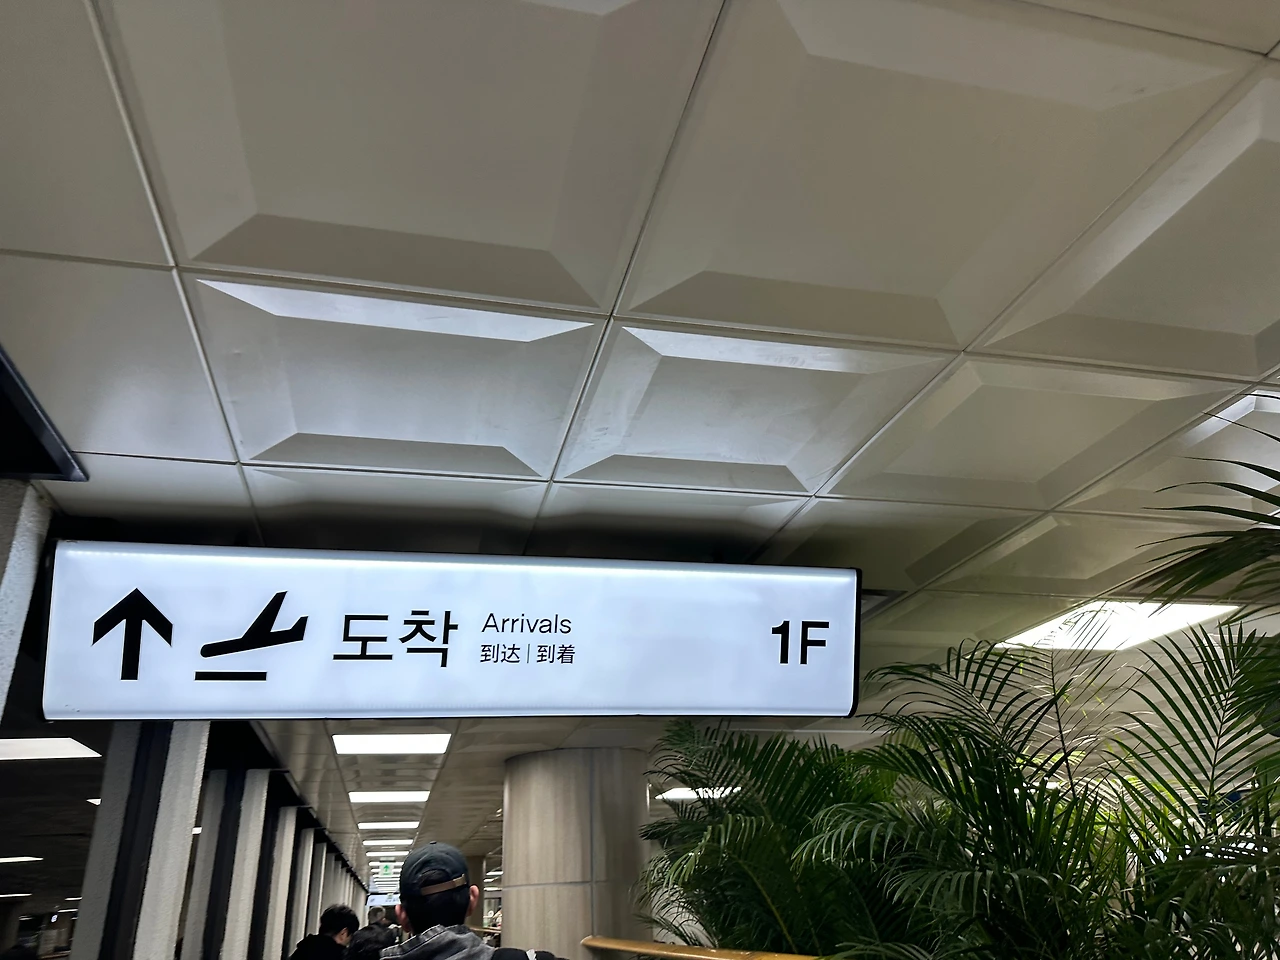 도착
Arrivals
到达 | 到着
1F